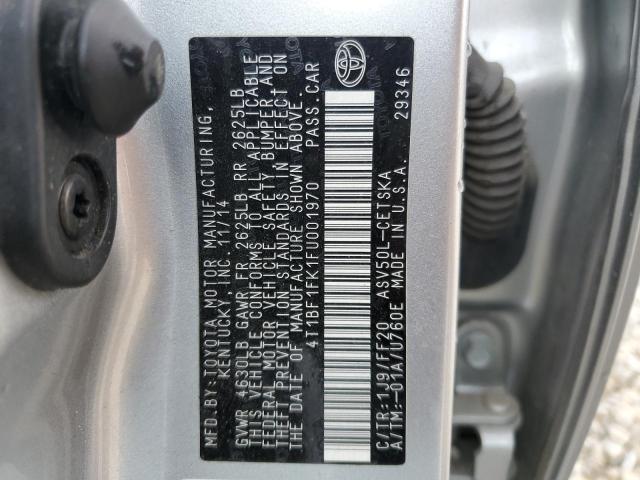 MFD. BY: TOYOTA MOTOR MANUFACTURING,
KENTUCKY, INC. 11/14
GVWR 4630LB GAWR FR 2625LB RR 2625LB
THIS VEHICLE CONFORMS TO ALL APPLICABLE
FEDERAL MOTOR VEHICLE SAFETY, BUMPER, AND
THEFT PREVENTION STANDARDS IN EFFECT ON
THE DATE OF MANUFACTURE SHOWN ABOVE.
4T1BF1FK1FU001970 PASS.CAR
C/TR:1J9/FF20 ASV50L-CETSKA
A/TM:-01A/U760E MADE IN U.S.A.
29346